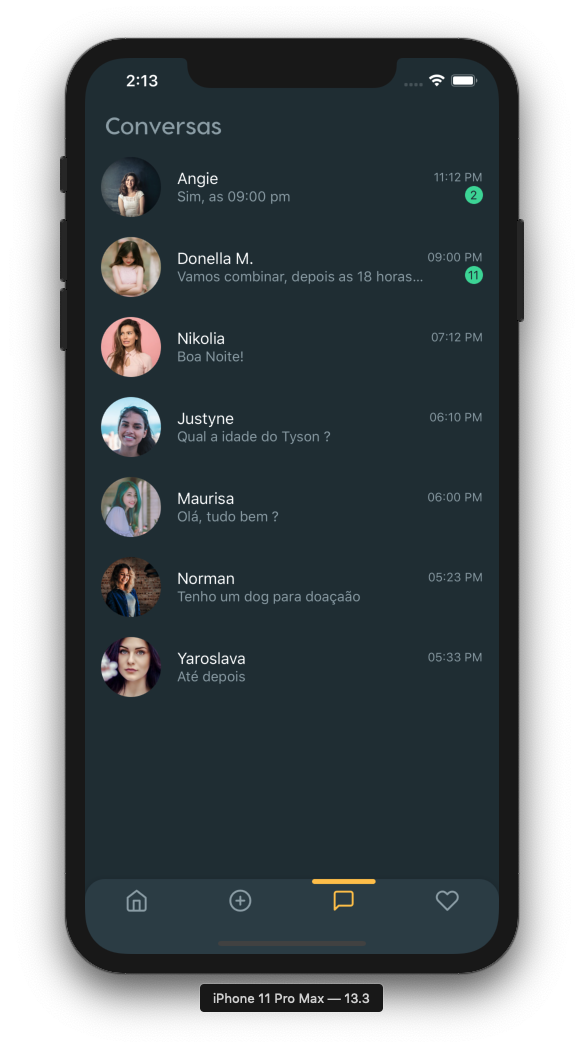 2:13
Conversas
Angie
11:12 PM
Sim, as 09:00 pm
2
Donella M.
09:00 PM
Vamos combinar, depois as 18 horas...
11
Nikolia
07:12 PM
Boa Noite!
Justyne
06:10 PM
Qual a idade do Tyson ?
Maurisa
06:00 PM
Olá, tudo bem ?
Norman
05:23 PM
Tenho um dog para doaçaão
Yaroslava
05:33 PM
Até depois
iPhone 11 Pro Max — 13.3